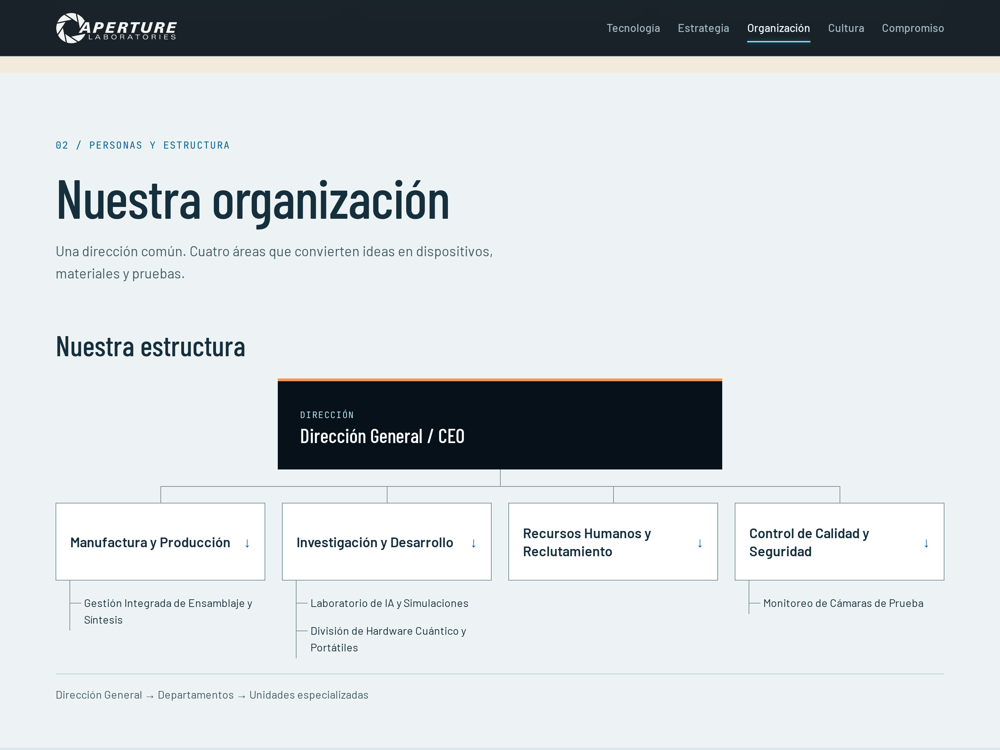 APERTURE
LABORATORIES
Tecnología Estrategia Organización Cultura Compromiso
02 / PERSONAS Y ESTRUCTURA
Nuestra organización
Una dirección común. Cuatro áreas que convierten ideas en dispositivos,
materiales y pruebas.
Nuestra estructura
DIRECCIÓN
Dirección General / CEO
Manufactura y Producción ↓
Investigación y Desarrollo ↓
Recursos Humanos y
Reclutamiento ↓
Control de Calidad y
Seguridad ↓
Gestión Integrada de Ensamblaje y
Síntesis
Laboratorio de IA y Simulaciones
División de Hardware Cuántico y
Portátiles
Monitoreo de Cámaras de Prueba
Dirección General → Departamentos → Unidades especializadas